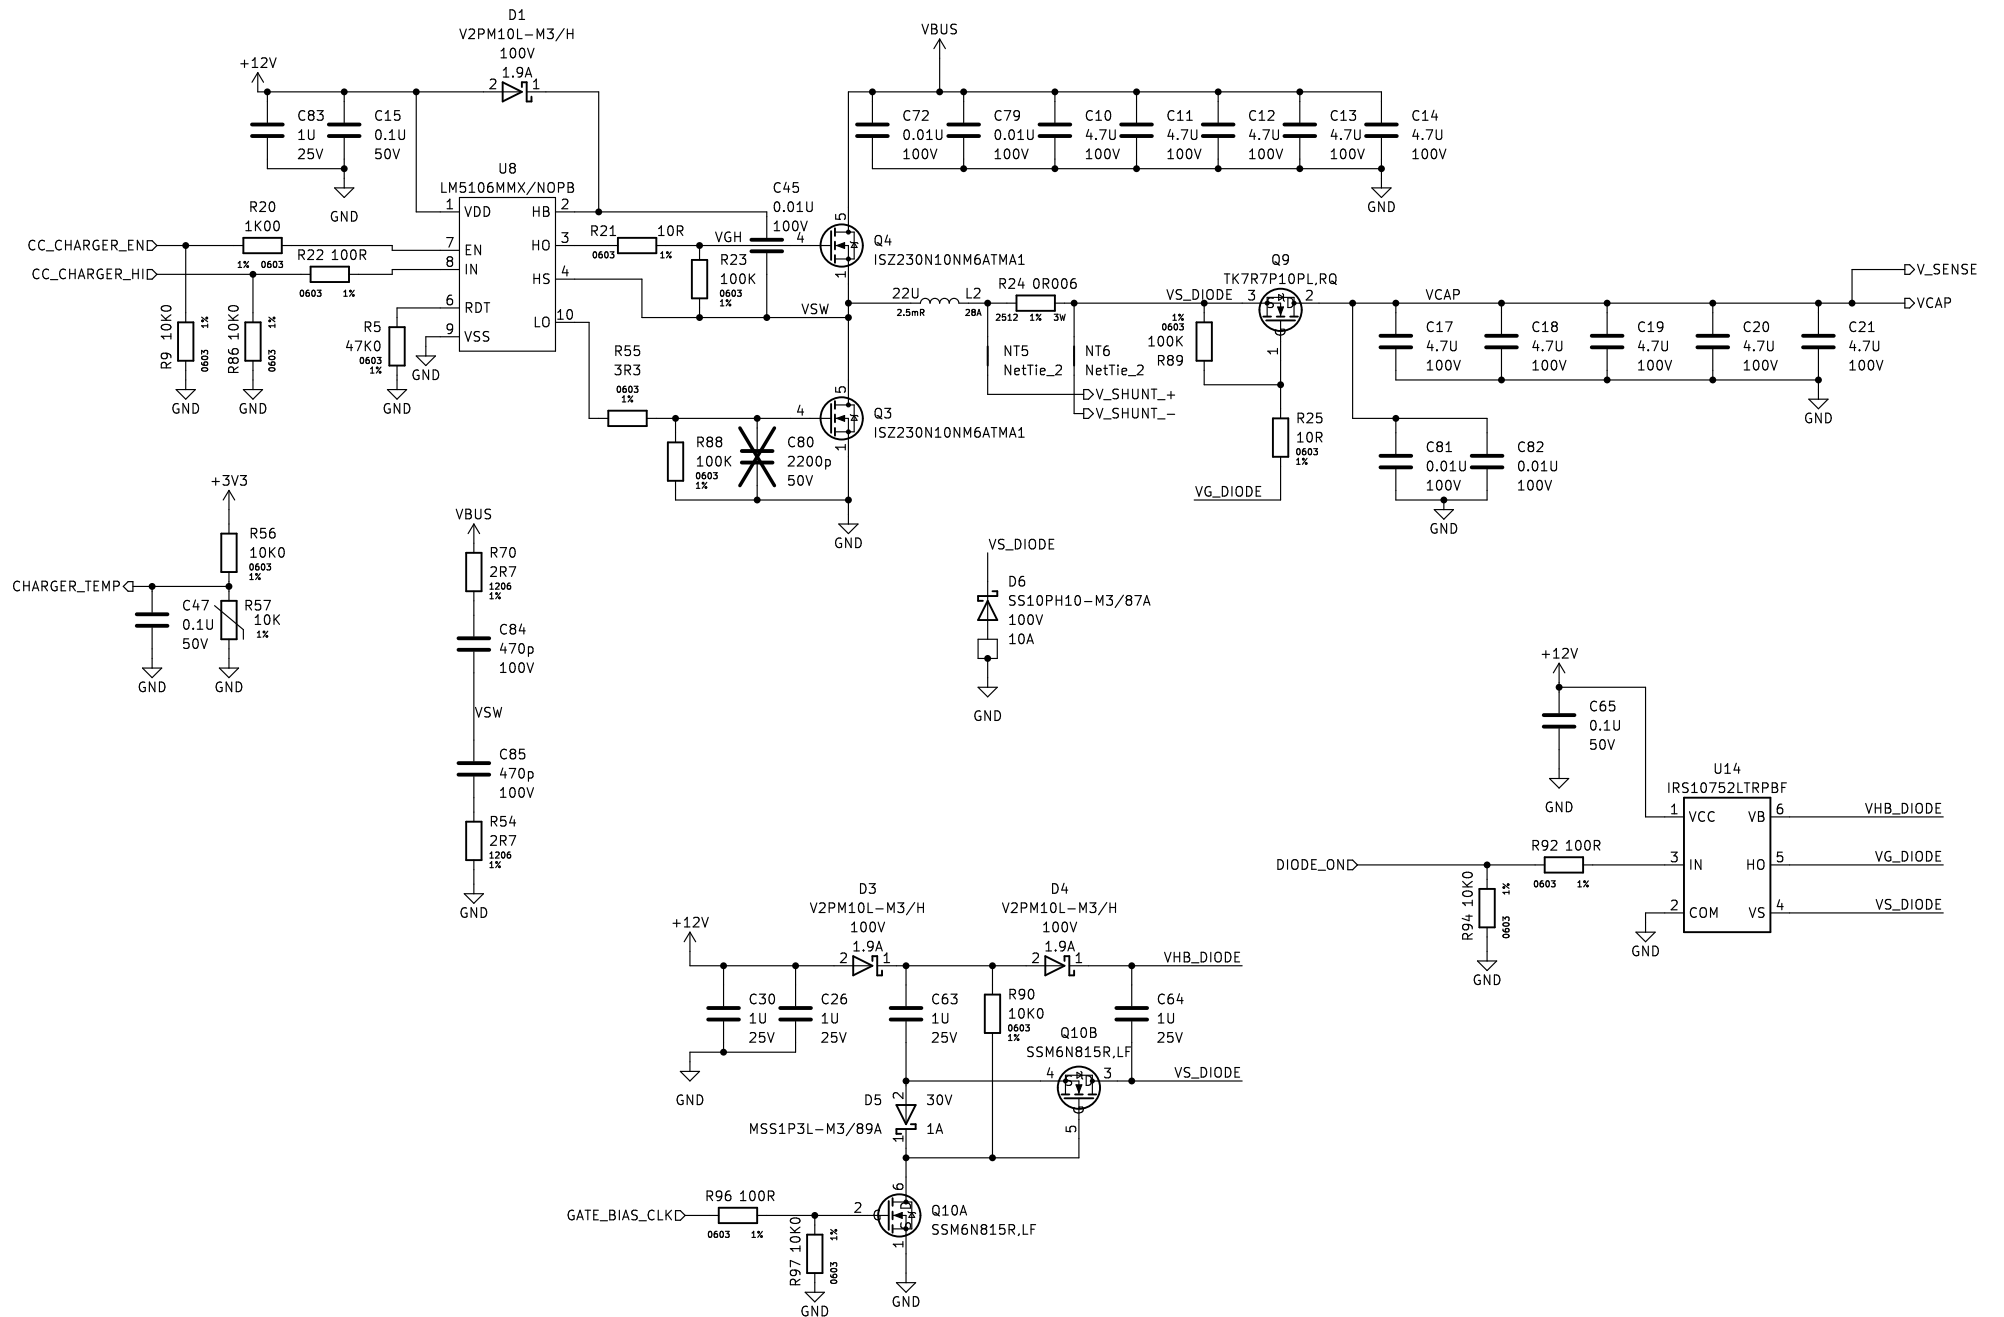 D1
V2PM10L-M3/H
100V
1.9A
2 1
+12V
C83
1U
25V
C15
0.1U
50V
GND
U8
LM5106MMX/NOPB
1 VDD
7 EN
8 IN
6 RDT
9 VSS
HB 2
HO 3
HS 4
LO 10
CC_CHARGER_EN
CC_CHARGER_HI
R20
1K00
1% 0603
R22 100R
0603 1%
R9 10K0
0603 1%
GND
R86 10K0
0603 1%
GND
R5
47K0
0603
1%
GND
GND
R21 10R
0603 1%
VGH
R23
100K
0603
1%
C45
0.01U
100V
VSW
R55
3R3
0603
1%
R88
100K
0603
1%
C80
2200p
50V
4 5 1
Q4
ISZ230N10NM6ATMA1
4 5 1
Q3
ISZ230N10NM6ATMA1
GND
VBUS
C72
0.01U
100V
C79
0.01U
100V
C10
4.7U
100V
C11
4.7U
100V
C12
4.7U
100V
C13
4.7U
100V
C14
4.7U
100V
GND
22U L2
2.5mR 28A
R24 0R006
2512 1% 3W
NT5
NetTie_2
NT6
NetTie_2
V_SHUNT_+
V_SHUNT_-
VS_DIODE
1%
0603
100K
R89
Q9
TK7R7P10PL,RQ
3 2
S D
G
1
R25
10R
0603
1%
VG_DIODE
VCAP
V_SENSE
VCAP
C17
4.7U
100V
C18
4.7U
100V
C19
4.7U
100V
C20
4.7U
100V
C21
4.7U
100V
GND
C81
0.01U
100V
C82
0.01U
100V
GND
+3V3
R56
10K0
0603
1%
CHARGER_TEMP
C47
0.1U
50V
R57
10K
1%
GND
GND
VBUS
R70
2R7
1206
1%
C84
470p
100V
VSW
C85
470p
100V
R54
2R7
1206
1%
GND
VS_DIODE
D6
SS10PH10-M3/87A
100V
10A
GND
+12V
C65
0.1U
50V
GND
U14
IRS10752LTRPBF
1 VCC
3 IN
2 COM
VB 6
HO 5
VS 4
VHB_DIODE
VG_DIODE
VS_DIODE
DIODE_ON
R92 100R
0603 1%
R94 10K0
0603 1%
GND
GND
D3
V2PM10L-M3/H
100V
1.9A
2 1
D4
V2PM10L-M3/H
100V
1.9A
2 1
+12V
VHB_DIODE
C30
1U
25V
C26
1U
25V
C63
1U
25V
R90
10K0
0603
1%
C64
1U
25V
GND
Q10B
SSM6N815R,LF
4 3
S D
G
5
VS_DIODE
D5
MSS1P3L-M3/89A
30V
1A
2
1
GATE_BIAS_CLK
R96 100R
0603 1%
R97 10K0
0603 1%
GND
2 6 1
G D S
Q10A
SSM6N815R,LF
GND